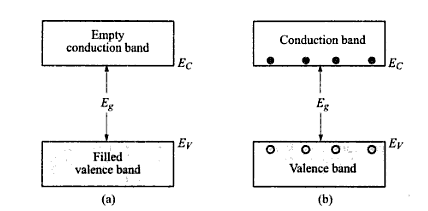 Empty
conduction band
E_C
E_g
E_V
Filled
valence band
(a)
Conduction band
E_C
E_g
E_V
Valence band
(b)